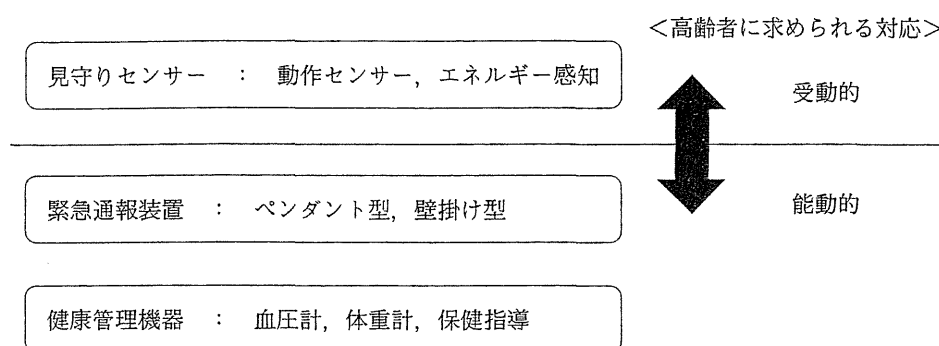 ＜高齢者に求められる対応＞
見守りセンサー　：　動作センサー，エネルギー感知
受動的
緊急通報装置　：　ペンダント型，壁掛け型
能動的
健康管理機器　：　血圧計，体重計，保健指導